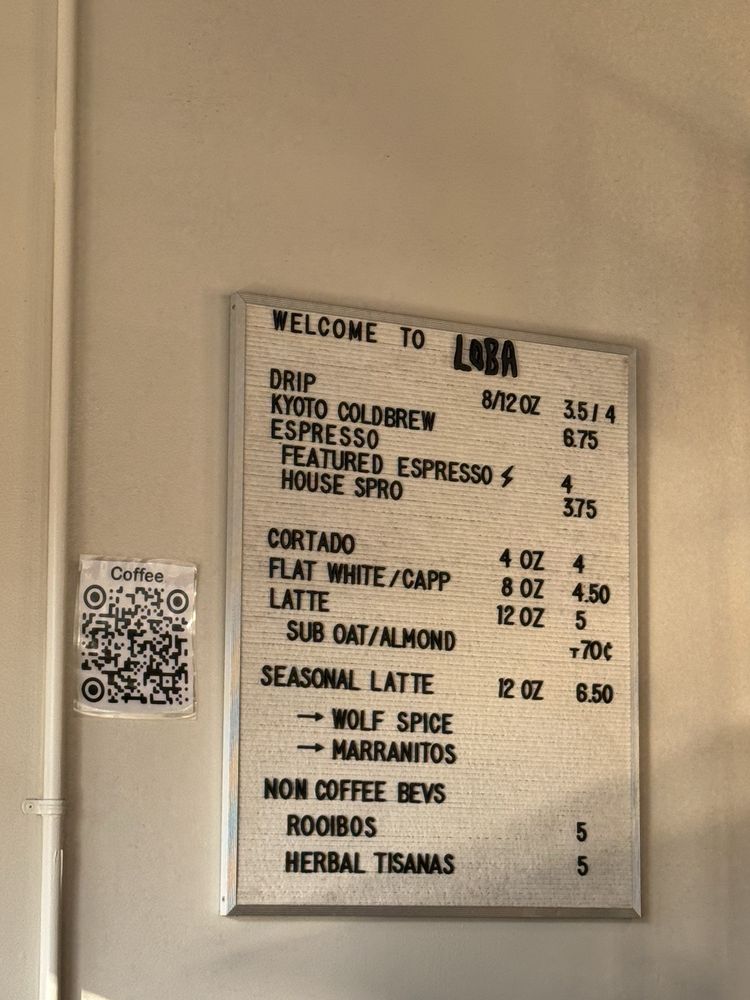 WELCOME TO LOBA
DRIP 8/12 OZ 3.5 / 4
KYOTO COLDBREW 6.75
ESPRESSO
FEATURED ESPRESSO 4
HOUSE SPRO 3.75
CORTADO 4 OZ 4
FLAT WHITE/CAPP 8 OZ 4.50
LATTE 12 OZ 5
SUB OAT/ALMOND +70¢
SEASONAL LATTE 12 OZ 6.50
→ WOLF SPICE
→ MARRANITOS
NON COFFEE BEVS
ROOIBOS 5
HERBAL TISANAS 5
Coffee